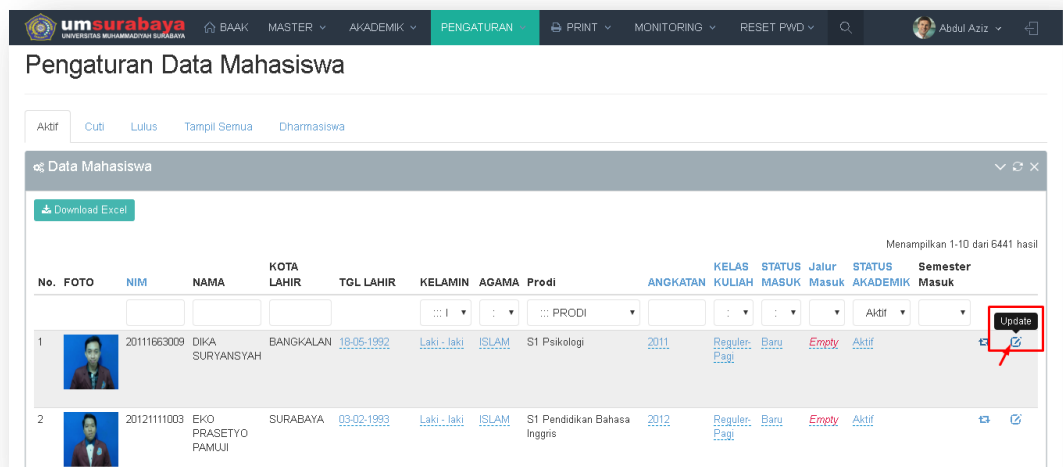 umsurabaya
UNIVERSITAS MUHAMMADIYAH SURABAYA
BAAK MASTER AKADEMIK PENGATURAN PRINT MONITORING RESET PWD Abdul Aziz
Pengaturan Data Mahasiswa
Aktif Cuti Lulus Tampil Semua Dharmasiswa
Data Mahasiswa
Download Excel
Menampilkan 1-10 dari 6441 hasil
No. FOTO NIM NAMA KOTA LAHIR TGL LAHIR KELAMIN AGAMA Prodi ANGKATAN KELAS KULIAH STATUS MASUK Jalur Masuk STATUS AKADEMIK Semester Masuk
::: l : ::: PRODI : : Aktif
Update
1 20111663009 DIKA SURYANSYAH BANGKALAN 18-05-1992 Laki - laki ISLAM S1 Psikologi 2011 Reguler-Pagi Baru Empty Aktif
2 20121111003 EKO PRASETYO PAMUJI SURABAYA 03-02-1993 Laki - laki ISLAM S1 Pendidikan Bahasa Inggris 2012 Reguler-Pagi Baru Empty Aktif